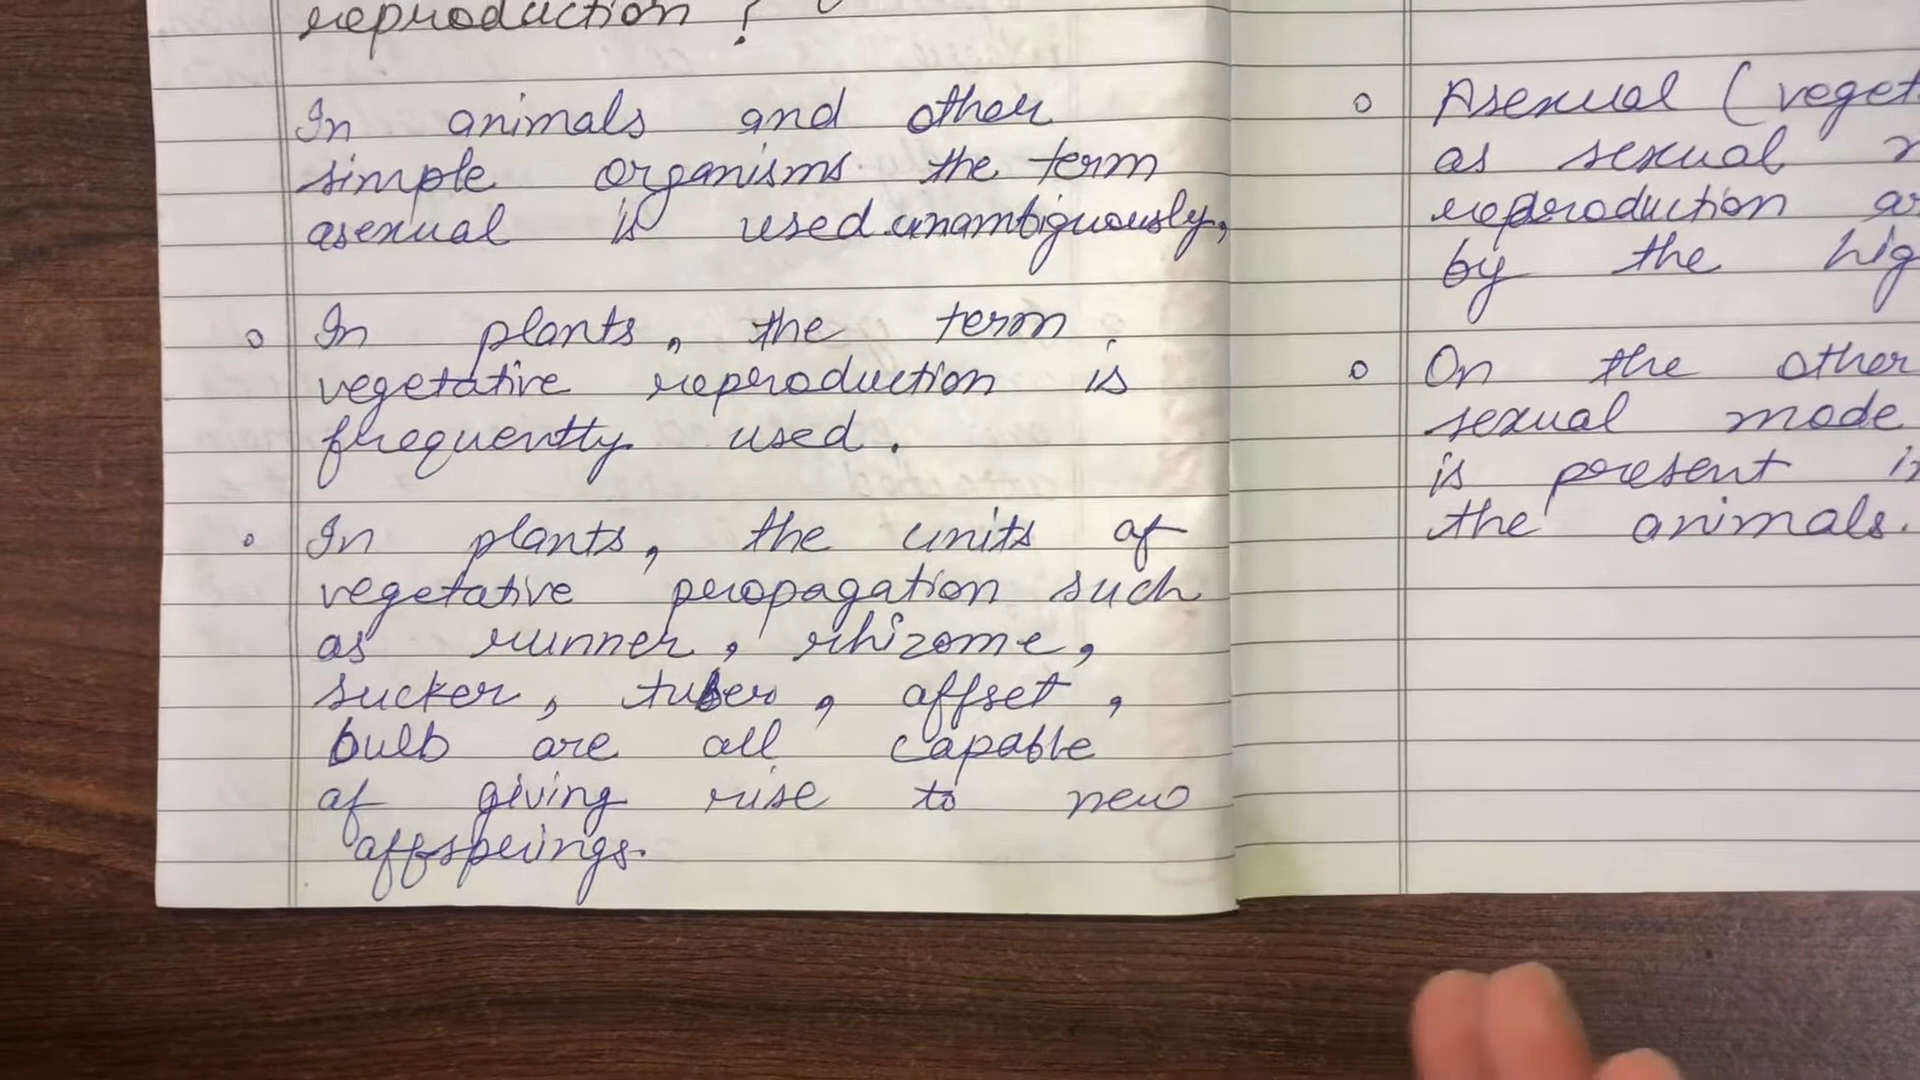 reproduction ?
In animals and other
simple organisms the term
asexual is used unambiguously,
In plants, the term
vegetative reproduction is
frequently used.
In plants, the units of
vegetative propagation such
as runner, rhizome,
sucker, tuber, offset,
bulb are all capable
of giving rise to new
offsprings.
Asexual (veget
as sexual
reproduction
by the hig
On the other
sexual mode
is present
the animals.